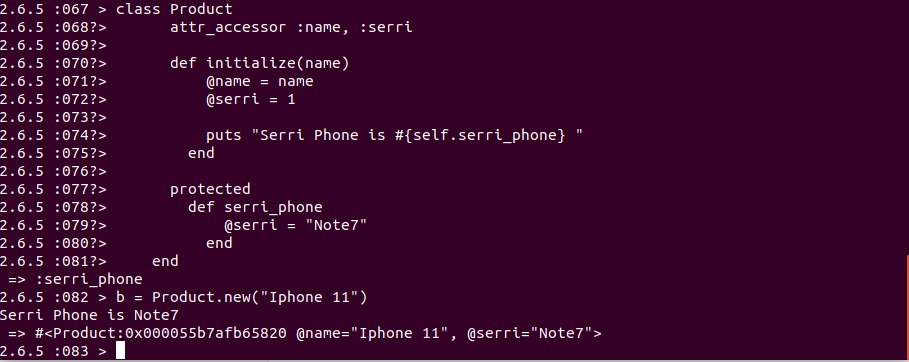 2.6.5 :067 > class Product
2.6.5 :068?>       attr_accessor :name, :serri
2.6.5 :069?>
2.6.5 :070?>       def initialize(name)
2.6.5 :071?>           @name = name
2.6.5 :072?>           @serri = 1
2.6.5 :073?>
2.6.5 :074?>           puts "Serri Phone is #{self.serri_phone} "
2.6.5 :075?>         end
2.6.5 :076?>
2.6.5 :077?>       protected
2.6.5 :078?>         def serri_phone
2.6.5 :079?>             @serri = "Note7"
2.6.5 :080?>           end
2.6.5 :081?>     end
 => :serri_phone
2.6.5 :082 > b = Product.new("Iphone 11")
Serri Phone is Note7
 => #<Product:0x000055b7afb65820 @name="Iphone 11", @serri="Note7">
2.6.5 :083 >